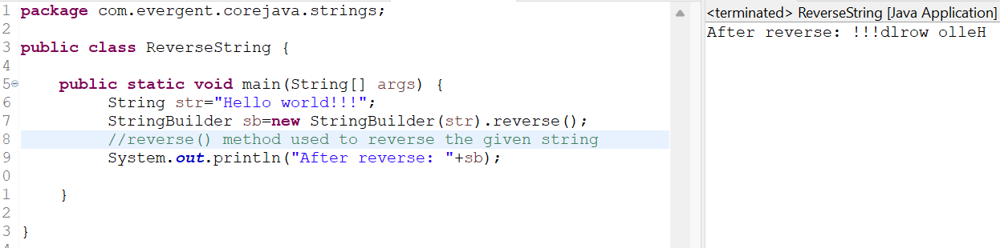 1 package com.evergent.corejava.strings;
2
3 public class ReverseString {
4
5 public static void main(String[] args) {
6 String str="Hello world!!!";
7 StringBuilder sb=new StringBuilder(str).reverse();
8 //reverse() method used to reverse the given string
9 System.out.println("After reverse: "+sb);
0
1 }
2
3 }
<terminated> ReverseString [Java Application]
After reverse: !!!dlrow olleH